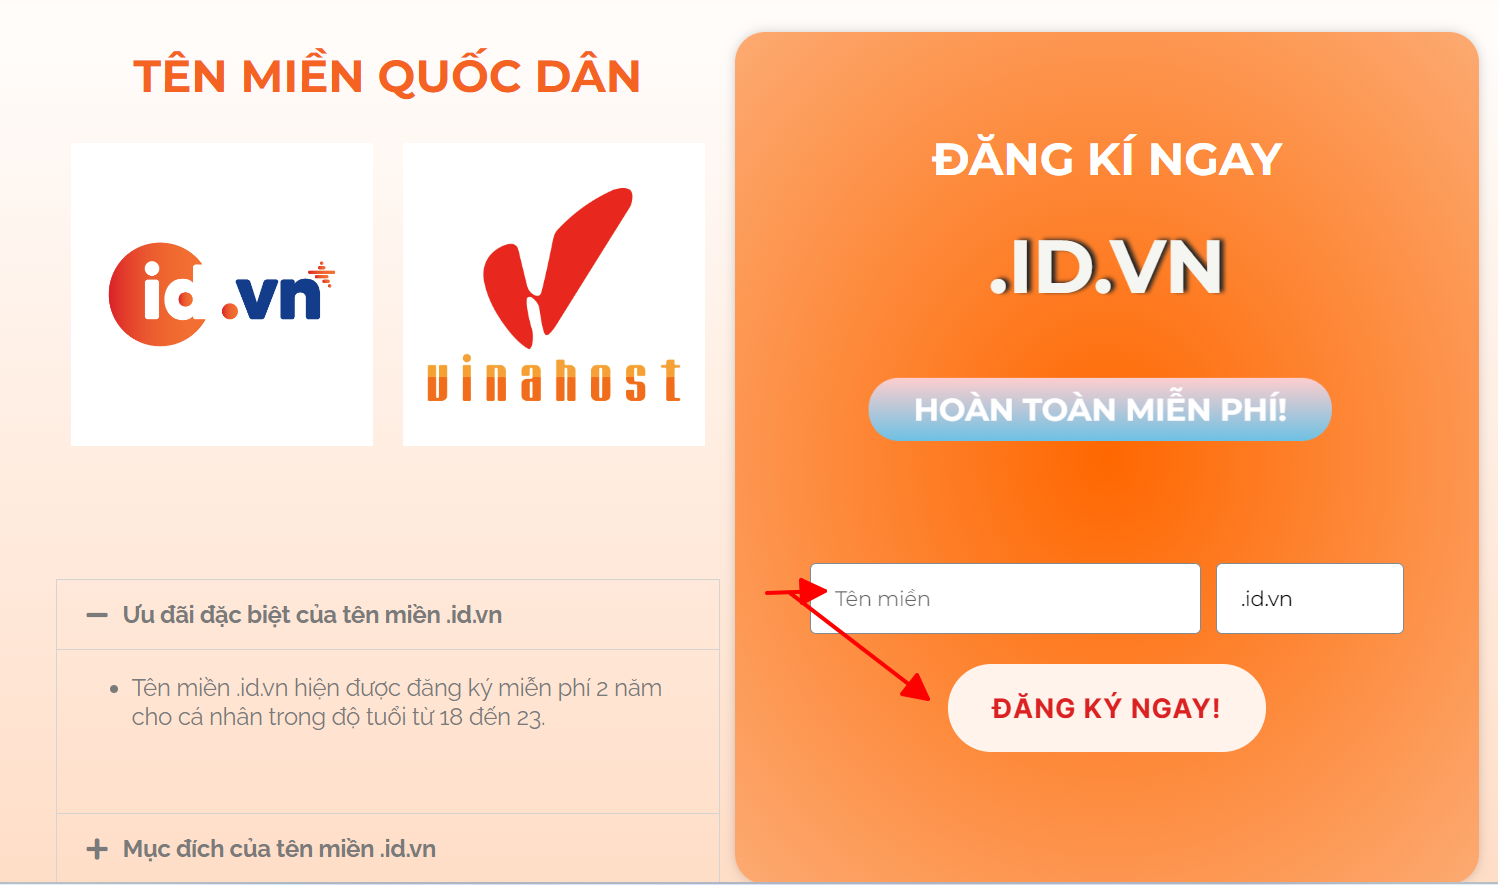 TÊN MIỀN QUỐC DÂN
id.vn
vinahost
Ưu đãi đặc biệt của tên miền .id.vn
Tên miền .id.vn hiện được đăng ký miễn phí 2 năm
cho cá nhân trong độ tuổi từ 18 đến 23.
Mục đích của tên miền .id.vn
ĐĂNG KÍ NGAY
.ID.VN
HOÀN TOÀN MIỄN PHÍ!
Tên miền
.id.vn
ĐĂNG KÝ NGAY!